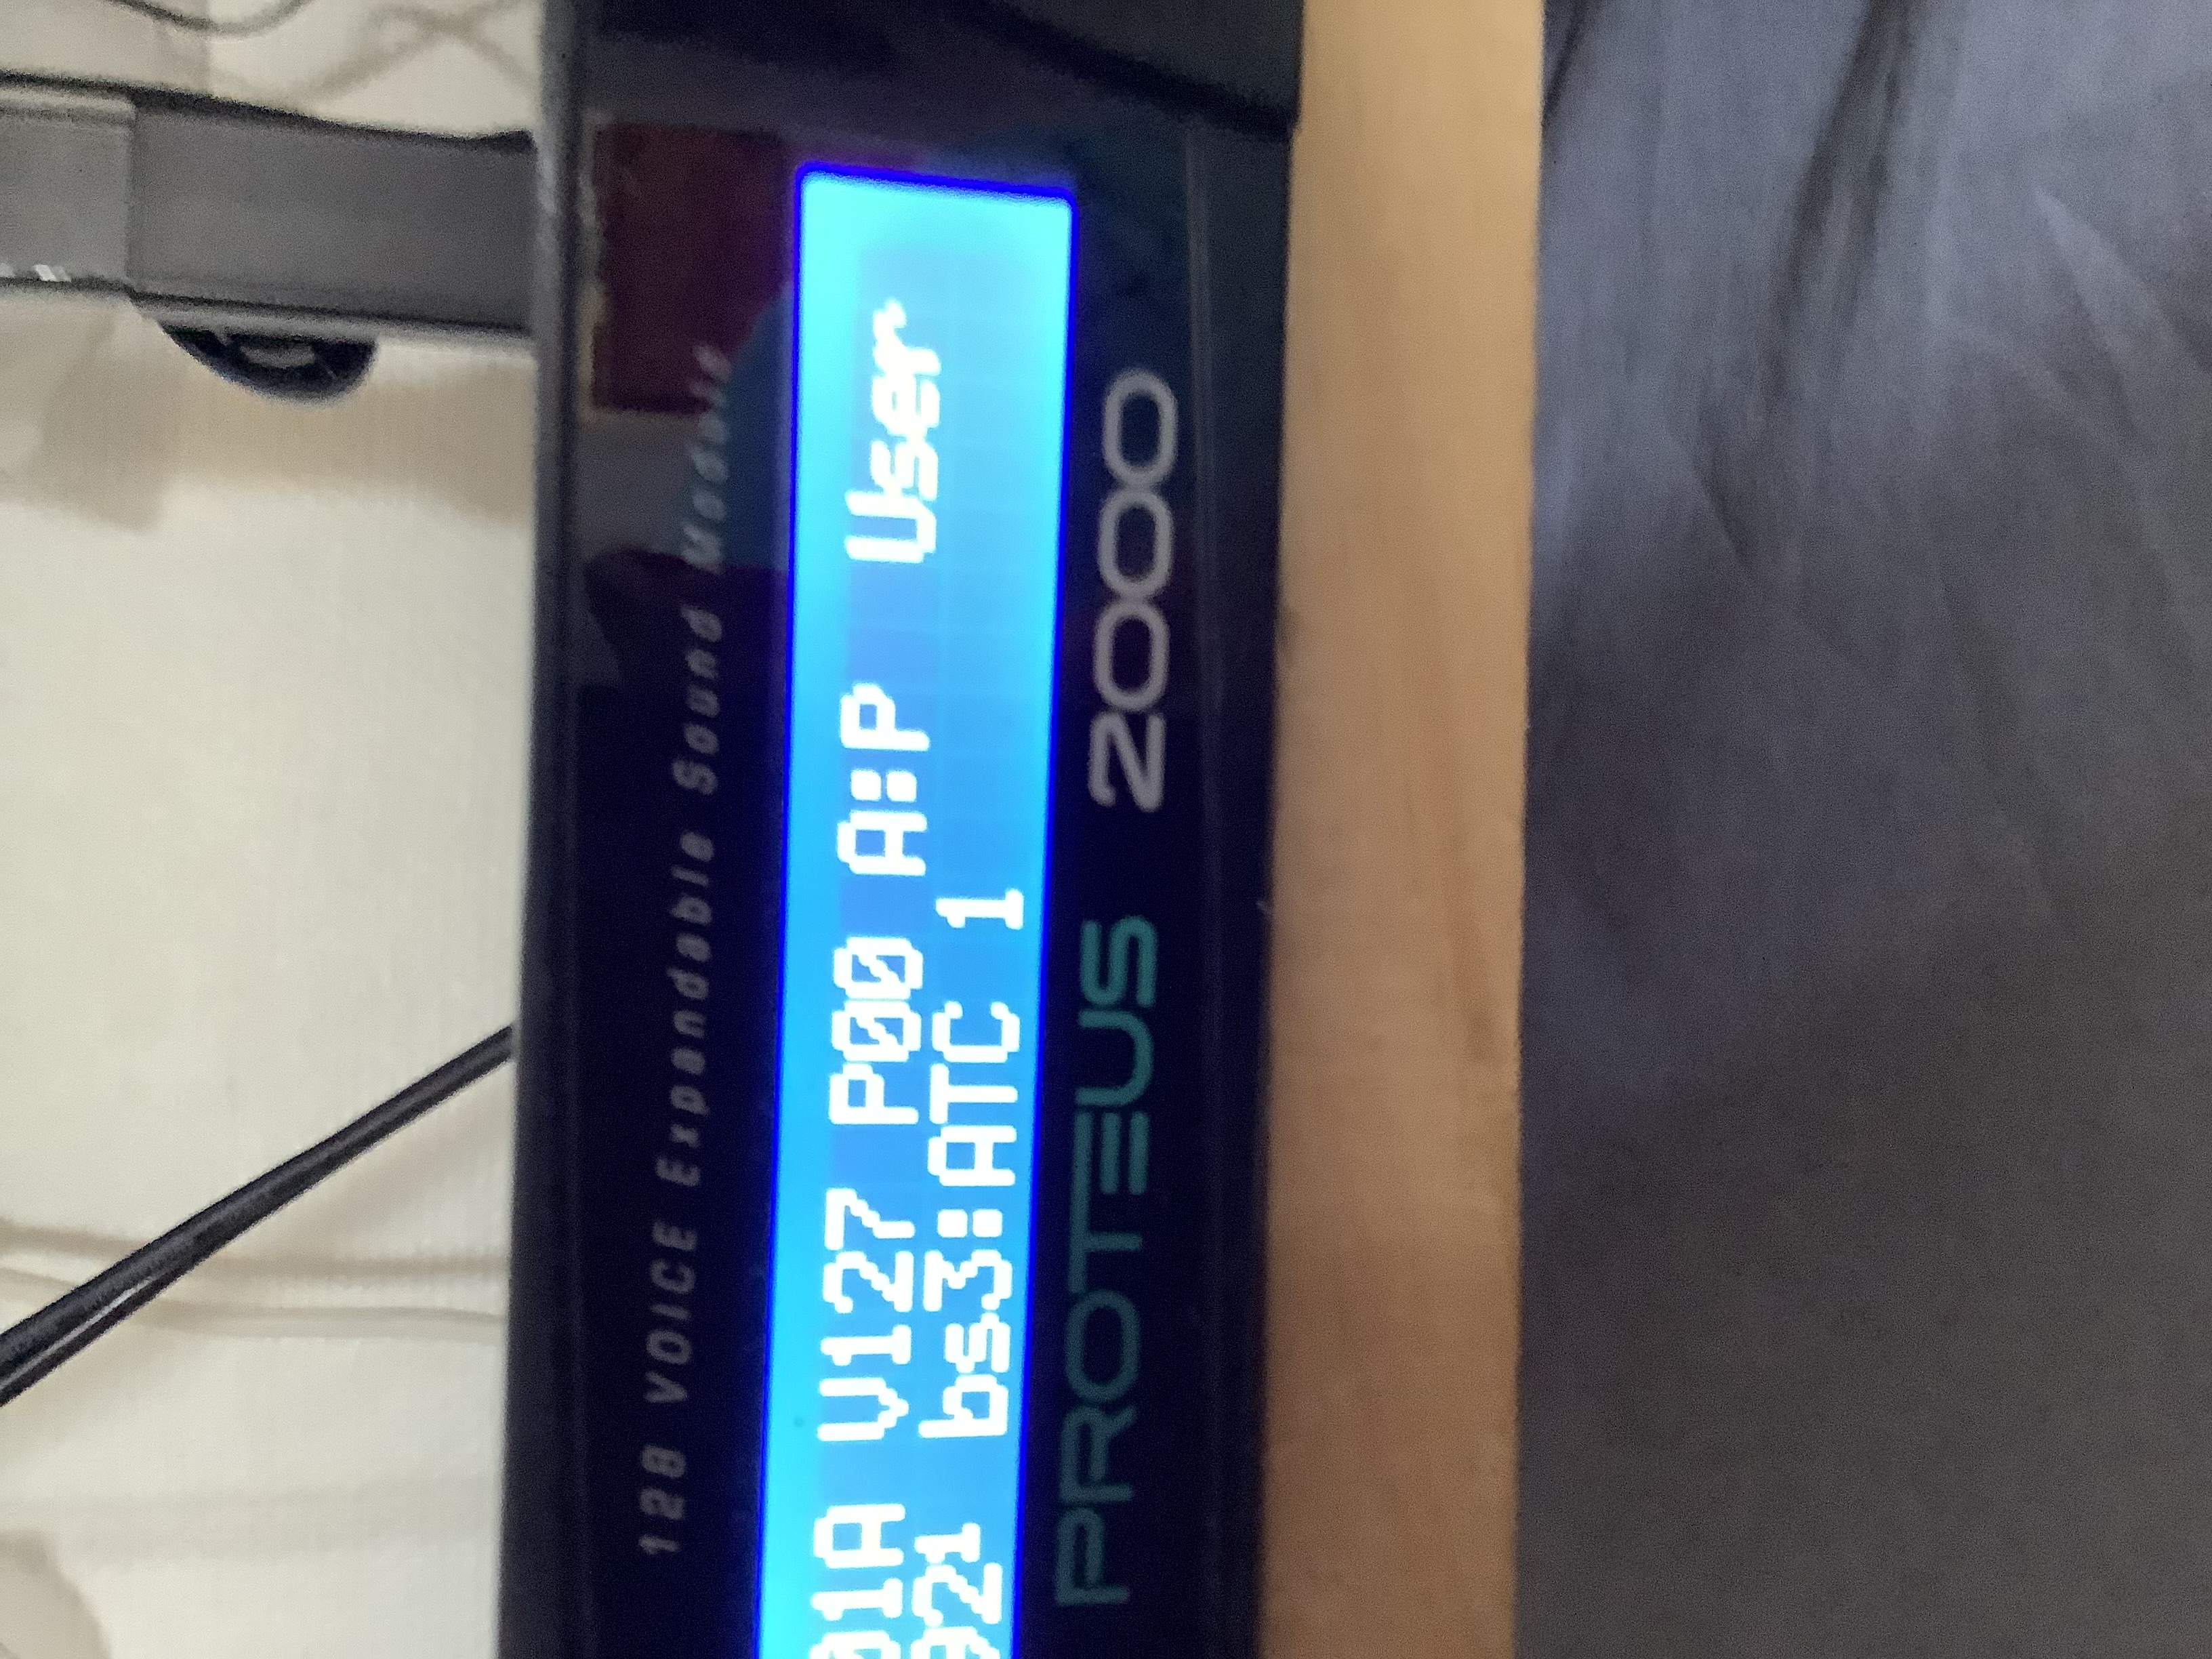 128 VOICE Expandable Sound Module
01A V127 P00 A:P User
021 bs3:ATC 1
PROTEUS 2000